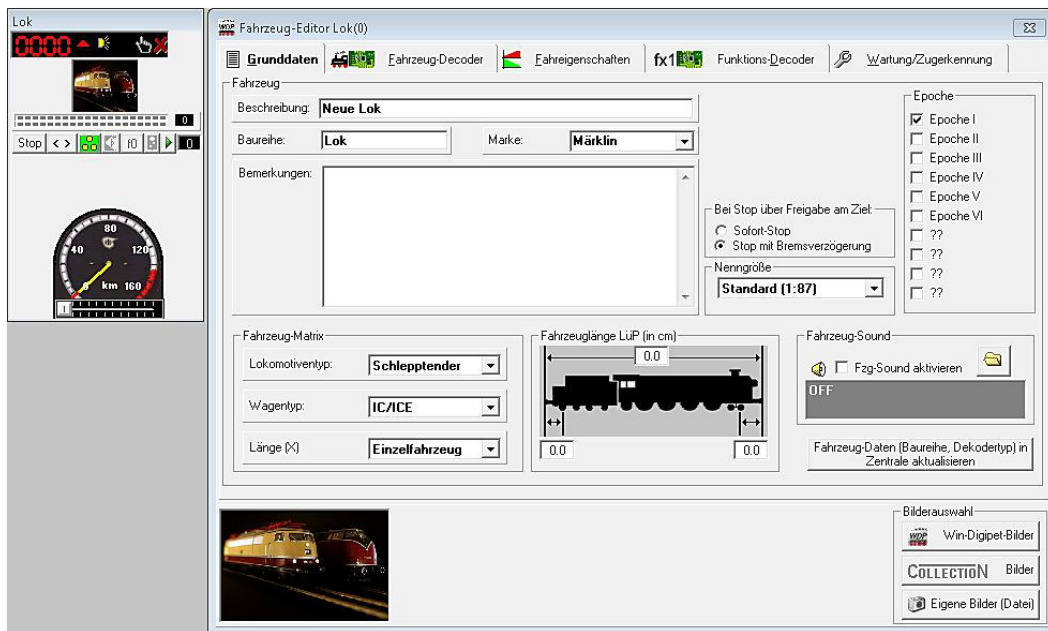 Lok
0000
0
Stop < > f0 0
80
40 120
0 km 160
WDP Fahrzeug-Editor Lok(0)
Grunddaten Fahrzeug-Decoder Fahreigenschaften fx1 Funktions-Decoder Wartung/Zugerkennung
Fahrzeug
Beschreibung: Neue Lok
Baureihe: Lok Marke: Märklin
Bemerkungen:
Epoche
Epoche I
Epoche II
Epoche III
Epoche IV
Epoche V
Epoche VI
??
??
??
??
Bei Stop über Freigabe am Ziel:
Sofort-Stop
Stop mit Bremsverzögerung
Nenngröße
Standard (1:87)
Fahrzeug-Matrix
Lokomotiventyp: Schlepptender
Wagentyp: IC/ICE
Länge (X) Einzelfahrzeug
Fahrzeuglänge LüP (in cm)
0.0
0.0 0.0
Fahrzeug-Sound
Fzg-Sound aktivieren
OFF
Fahrzeug-Daten (Baureihe, Dekodertyp) in
Zentrale aktualisieren
Bilderauswahl
WDP Win-Digipet-Bilder
COLLECTION Bilder
Eigene Bilder (Datei)